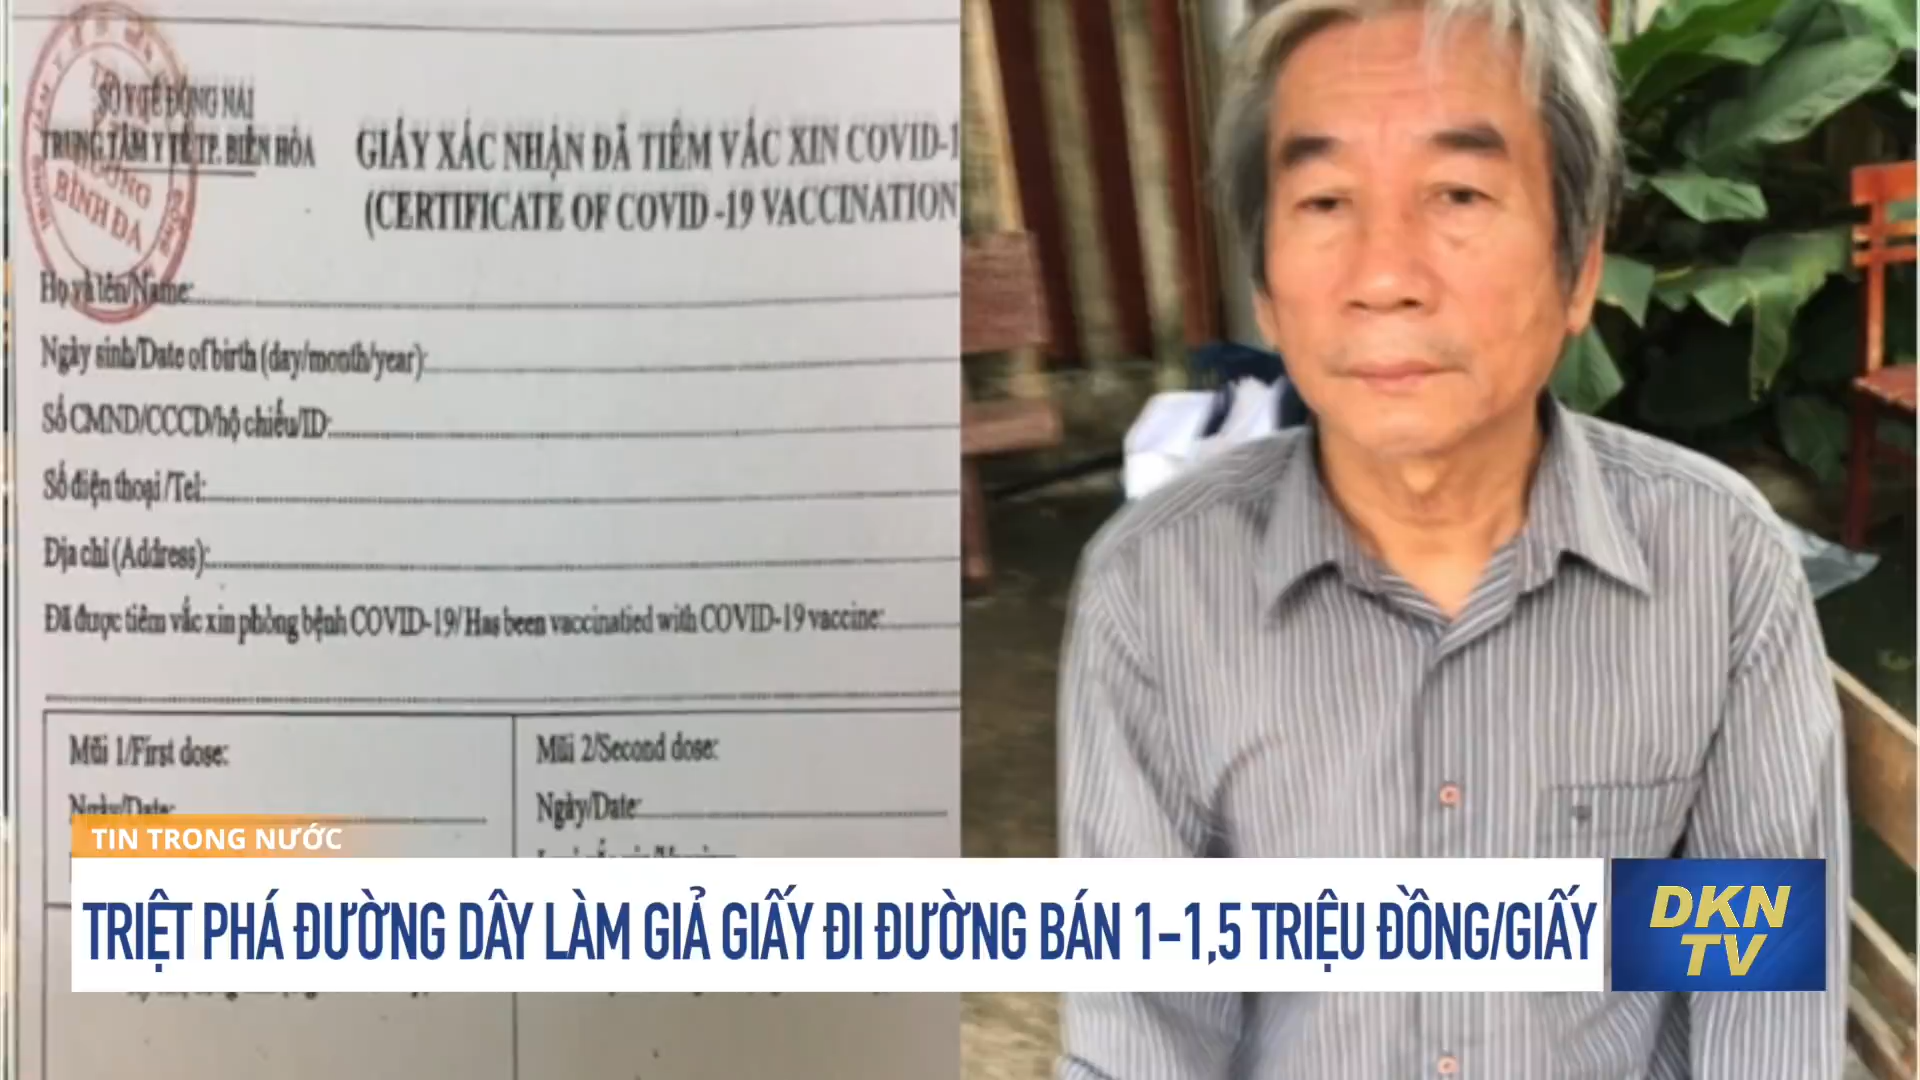 SỞ Y TẾ ĐỒNG NAI
TRUNG TÂM Y TẾ TP. BIÊN HÒA
BÌNH ĐA
GIẤY XÁC NHẬN ĐÃ TIÊM VẮC XIN COVID-1
(CERTIFICATE OF COVID -19 VACCINATION)
Họ và tên/Name:
Ngày sinh/Date of birth (day/month/year):
Số CMND/CCCD/hộ chiếu/ID:
Số điện thoại /Tel:
Địa chỉ (Address):
Đã được tiêm vắc xin phòng bệnh COVID-19/ Has been vaccinatied with COVID-19 vaccine:
Mũi 1/First dose:
Mũi 2/Second dose:
Ngày/Date:
Ngày/Date:
TIN TRONG NƯỚC
TRIỆT PHÁ ĐƯỜNG DÂY LÀM GIẢ GIẤY ĐI ĐƯỜNG BÁN 1-1,5 TRIỆU ĐỒNG/GIẤY
DKN
TV